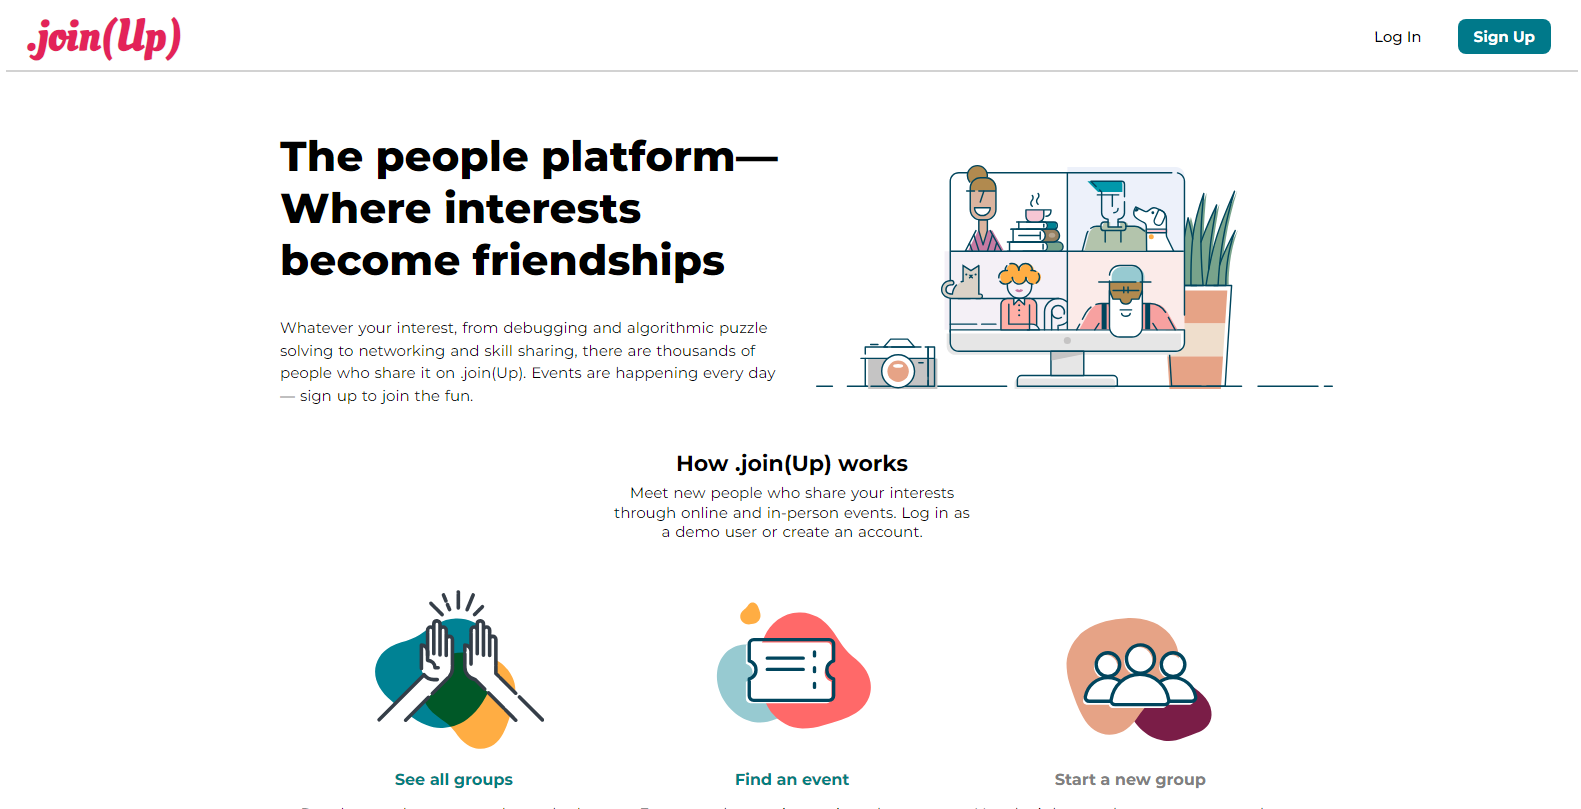 .join(Up)
Log In
Sign Up
The people platform—
Where interests
become friendships
Whatever your interest, from debugging and algorithmic puzzle
solving to networking and skill sharing, there are thousands of
people who share it on .join(Up). Events are happening every day
— sign up to join the fun.
How .join(Up) works
Meet new people who share your interests
through online and in-person events. Log in as
a demo user or create an account.
See all groups
Find an event
Start a new group